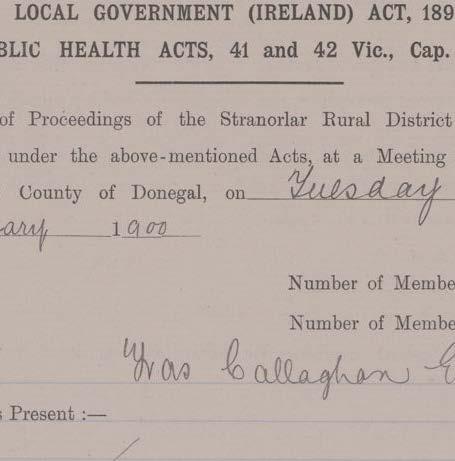 LOCAL GOVERNMENT (IRELAND) ACT, 189
BLIC HEALTH ACTS, 41 and 42 Vic., Cap.
of Proceedings of the Stranorlar Rural District
under the above-mentioned Acts, at a Meeting
County of Donegal, on Tuesday
ary 1900
Number of Membe
Number of Membe
Callaghan E
s Present :—